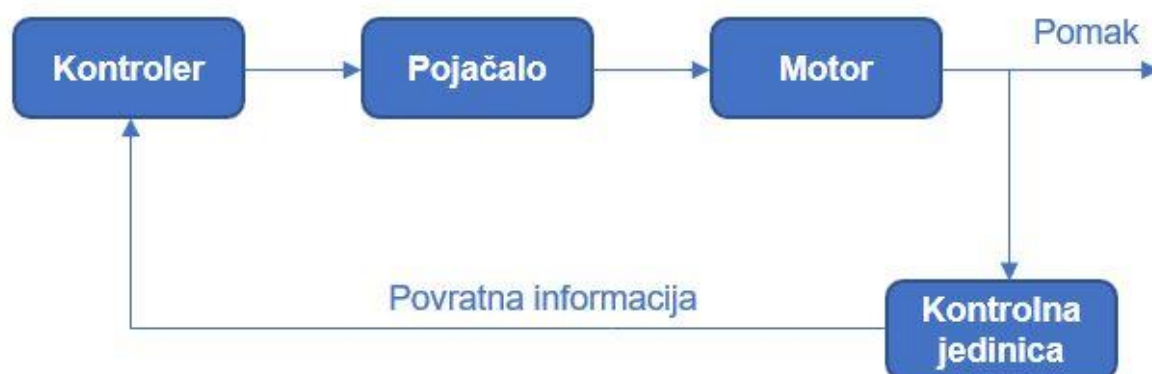 Kontroler
Pojačalo
Motor
Pomak
Povratna informacija
Kontrolna
jedinica